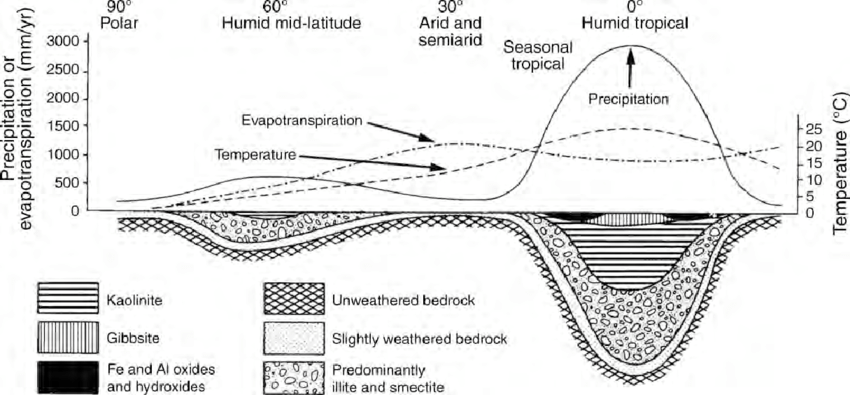 90° 60° 30° 0°
Polar Humid mid-latitude Arid and Humid tropical
semiarid
Seasonal
tropical
Precipitation or
evapotranspiration (mm/yr)
3000
2500
2000
1500
1000
500
0
Evapotranspiration
Temperature
Precipitation
25
20
15
10
5
0
Temperature (°C)
Kaolinite
Gibbsite
Fe and Al oxides
and hydroxides
Unweathered bedrock
Slightly weathered bedrock
Predominantly
illite and smectite